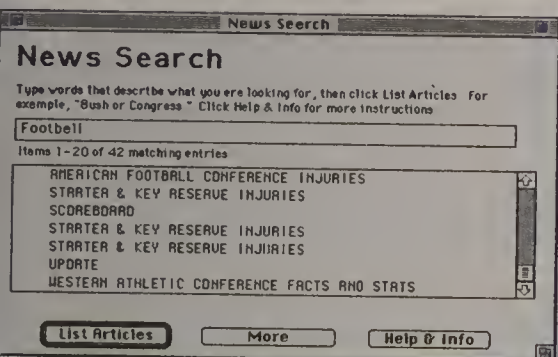 News Search
News Search
Type words that describe what you are looking for, then click List Articles  For
example, "Bush or Congress." Click Help & Info for more instructions
Football
Items 1-20 of 42 matching entries
AMERICAN FOOTBALL CONFERENCE INJURIES
STARTER & KEY RESERVE INJURIES
SCOREBOARD
STARTER & KEY RESERVE INJURIES
STARTER & KEY RESERVE INJURIES
UPDATE
WESTERN ATHLETIC CONFERENCE FACTS AND STATS
List Articles
More
Help & Info